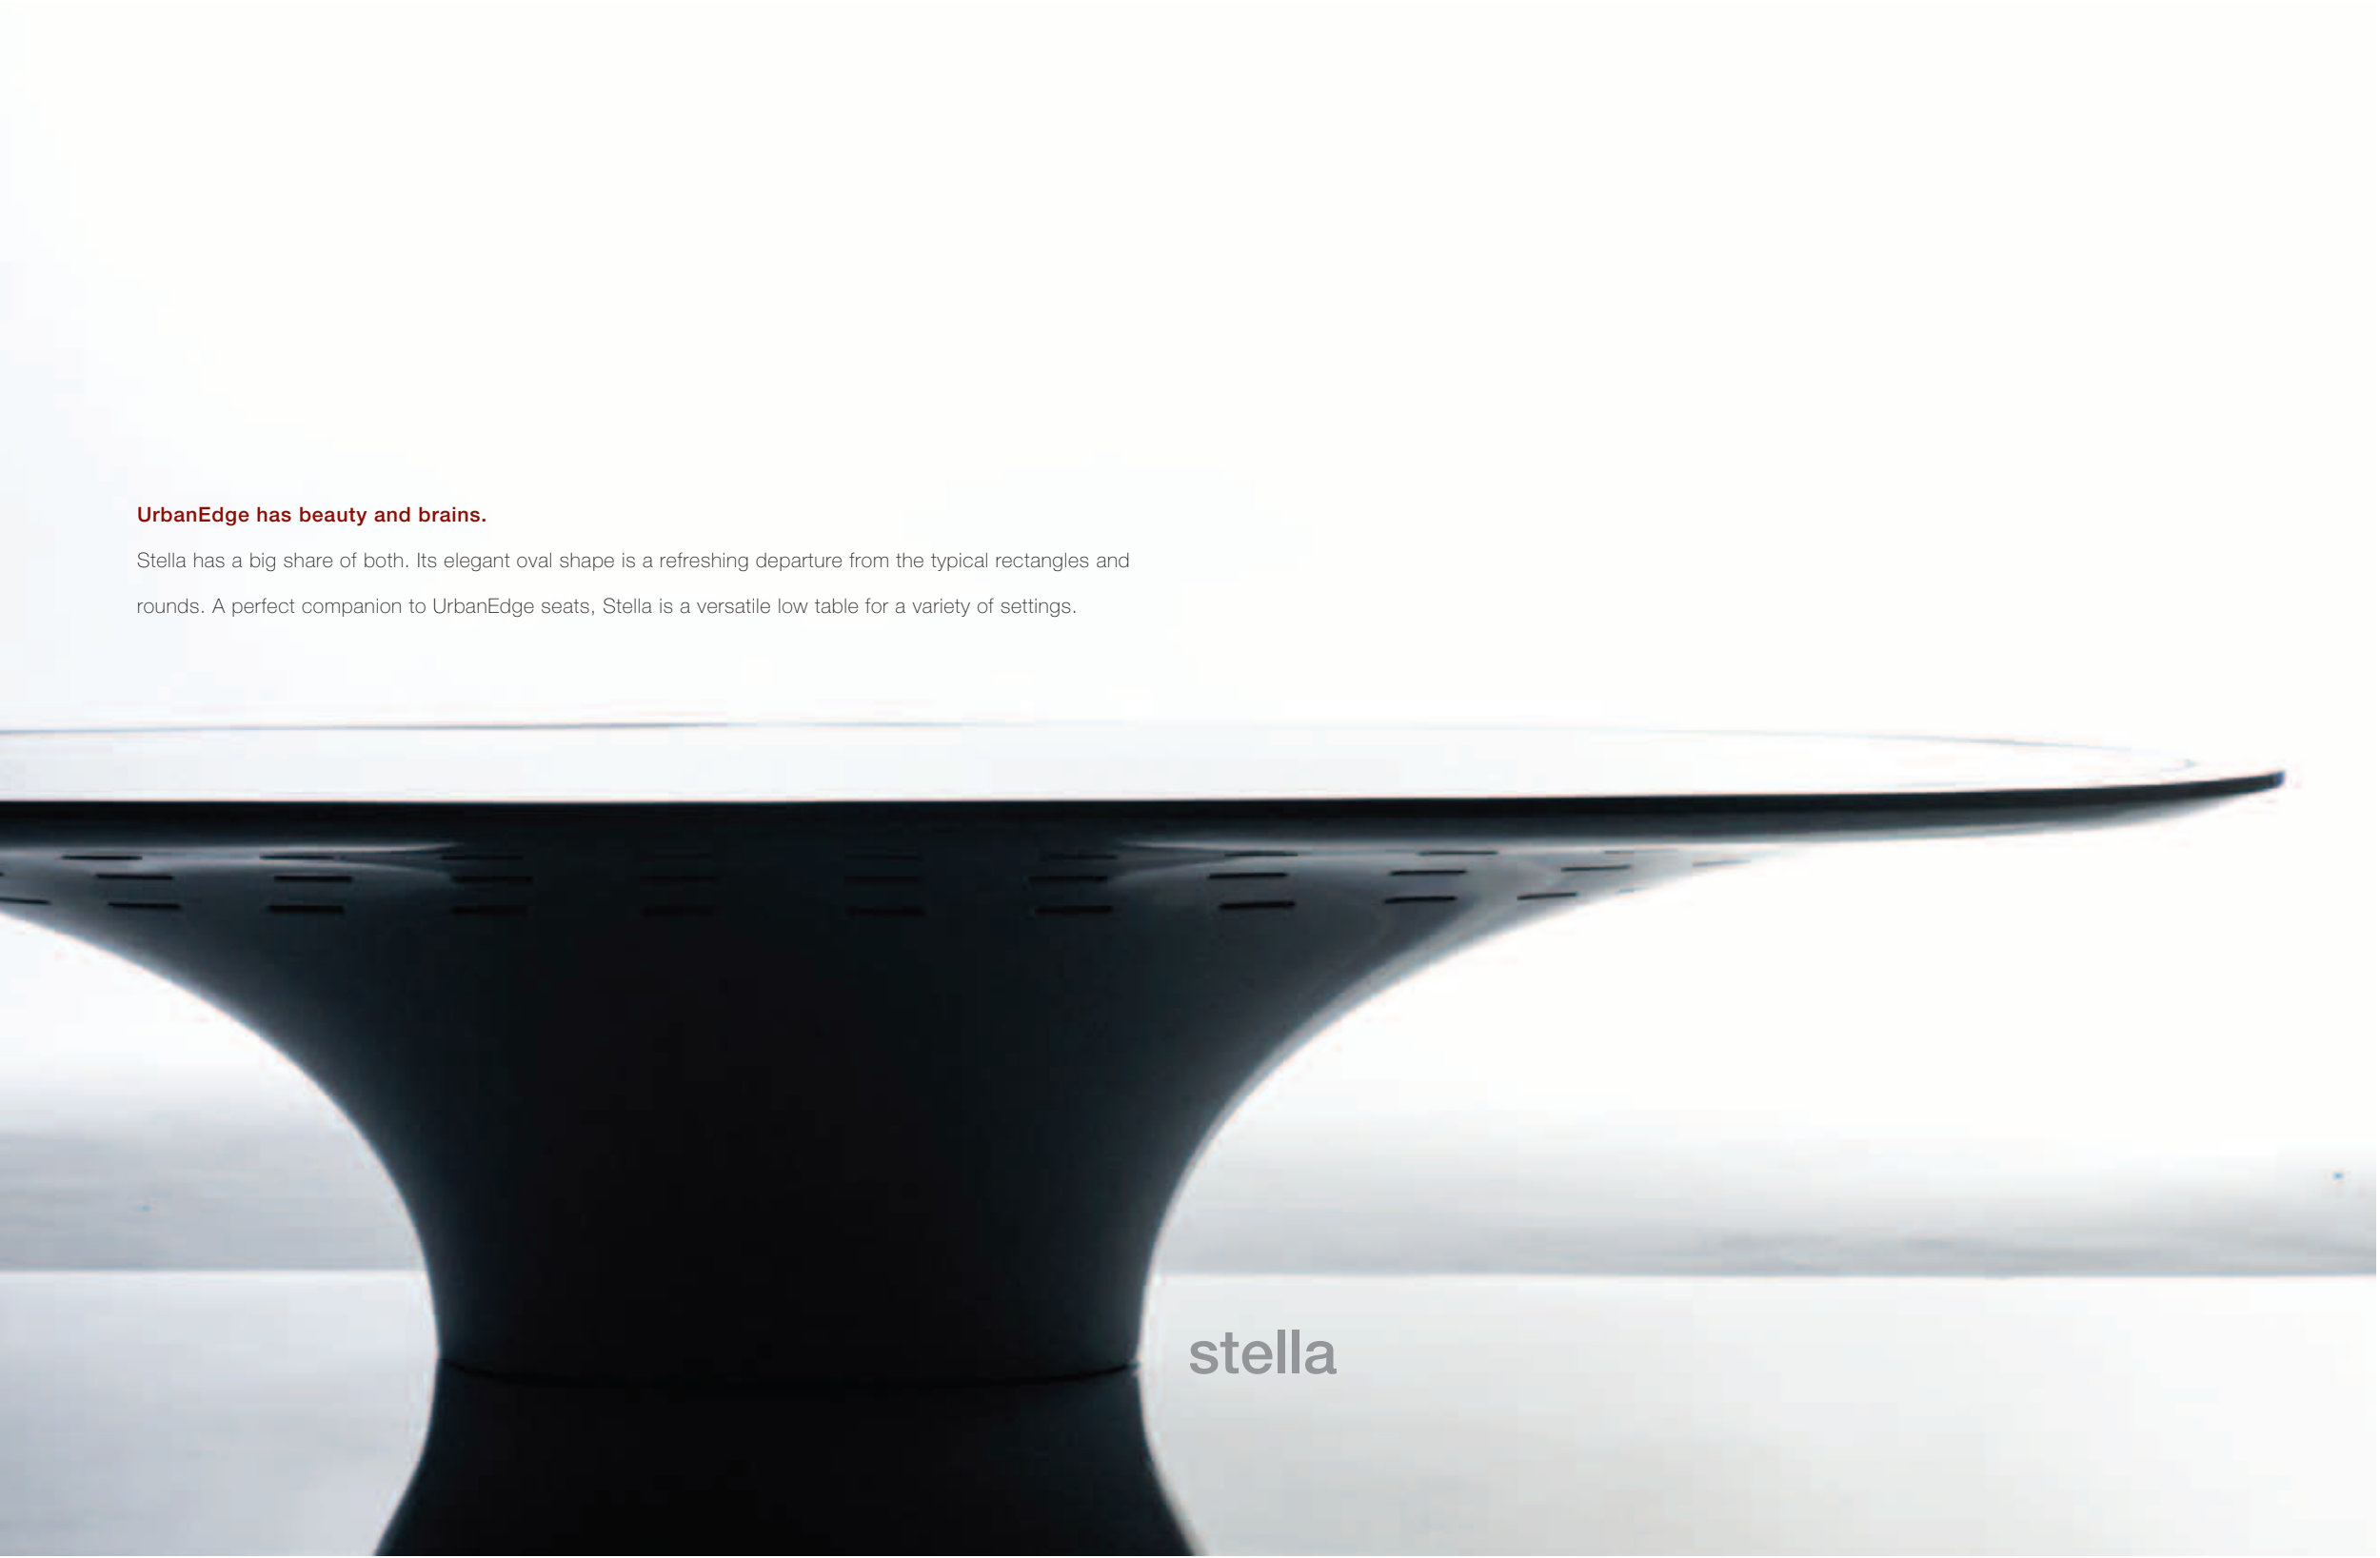 UrbanEdge has beauty and brains.
Stella has a big share of both. Its elegant oval shape is a refreshing departure from the typical rectangles and
rounds. A perfect companion to UrbanEdge seats, Stella is a versatile low table for a variety of settings.
stella